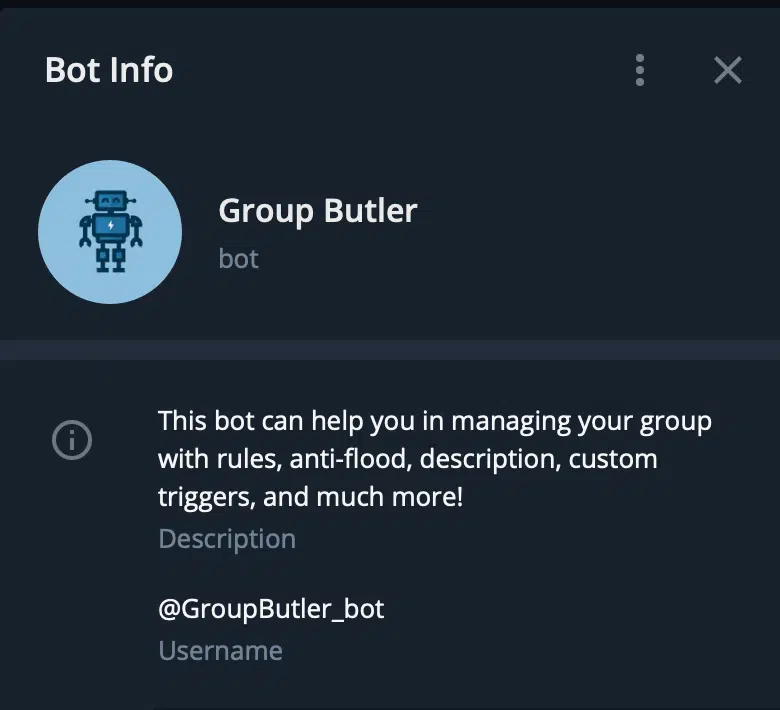 Bot Info
Group Butler
bot
This bot can help you in managing your group
with rules, anti-flood, description, custom
triggers, and much more!
Description
@GroupButler_bot
Username